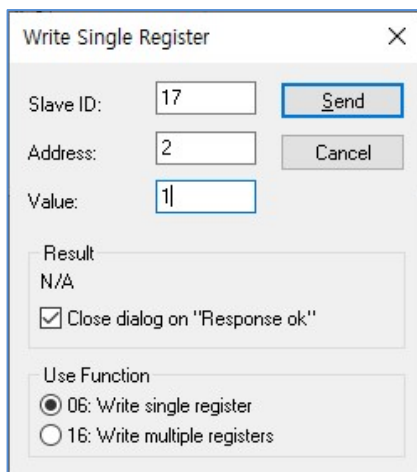 Write Single Register
Slave ID: 17 Send
Address: 2 Cancel
Value: 1
Result
N/A
Close dialog on "Response ok"
Use Function
06: Write single register
16: Write multiple registers